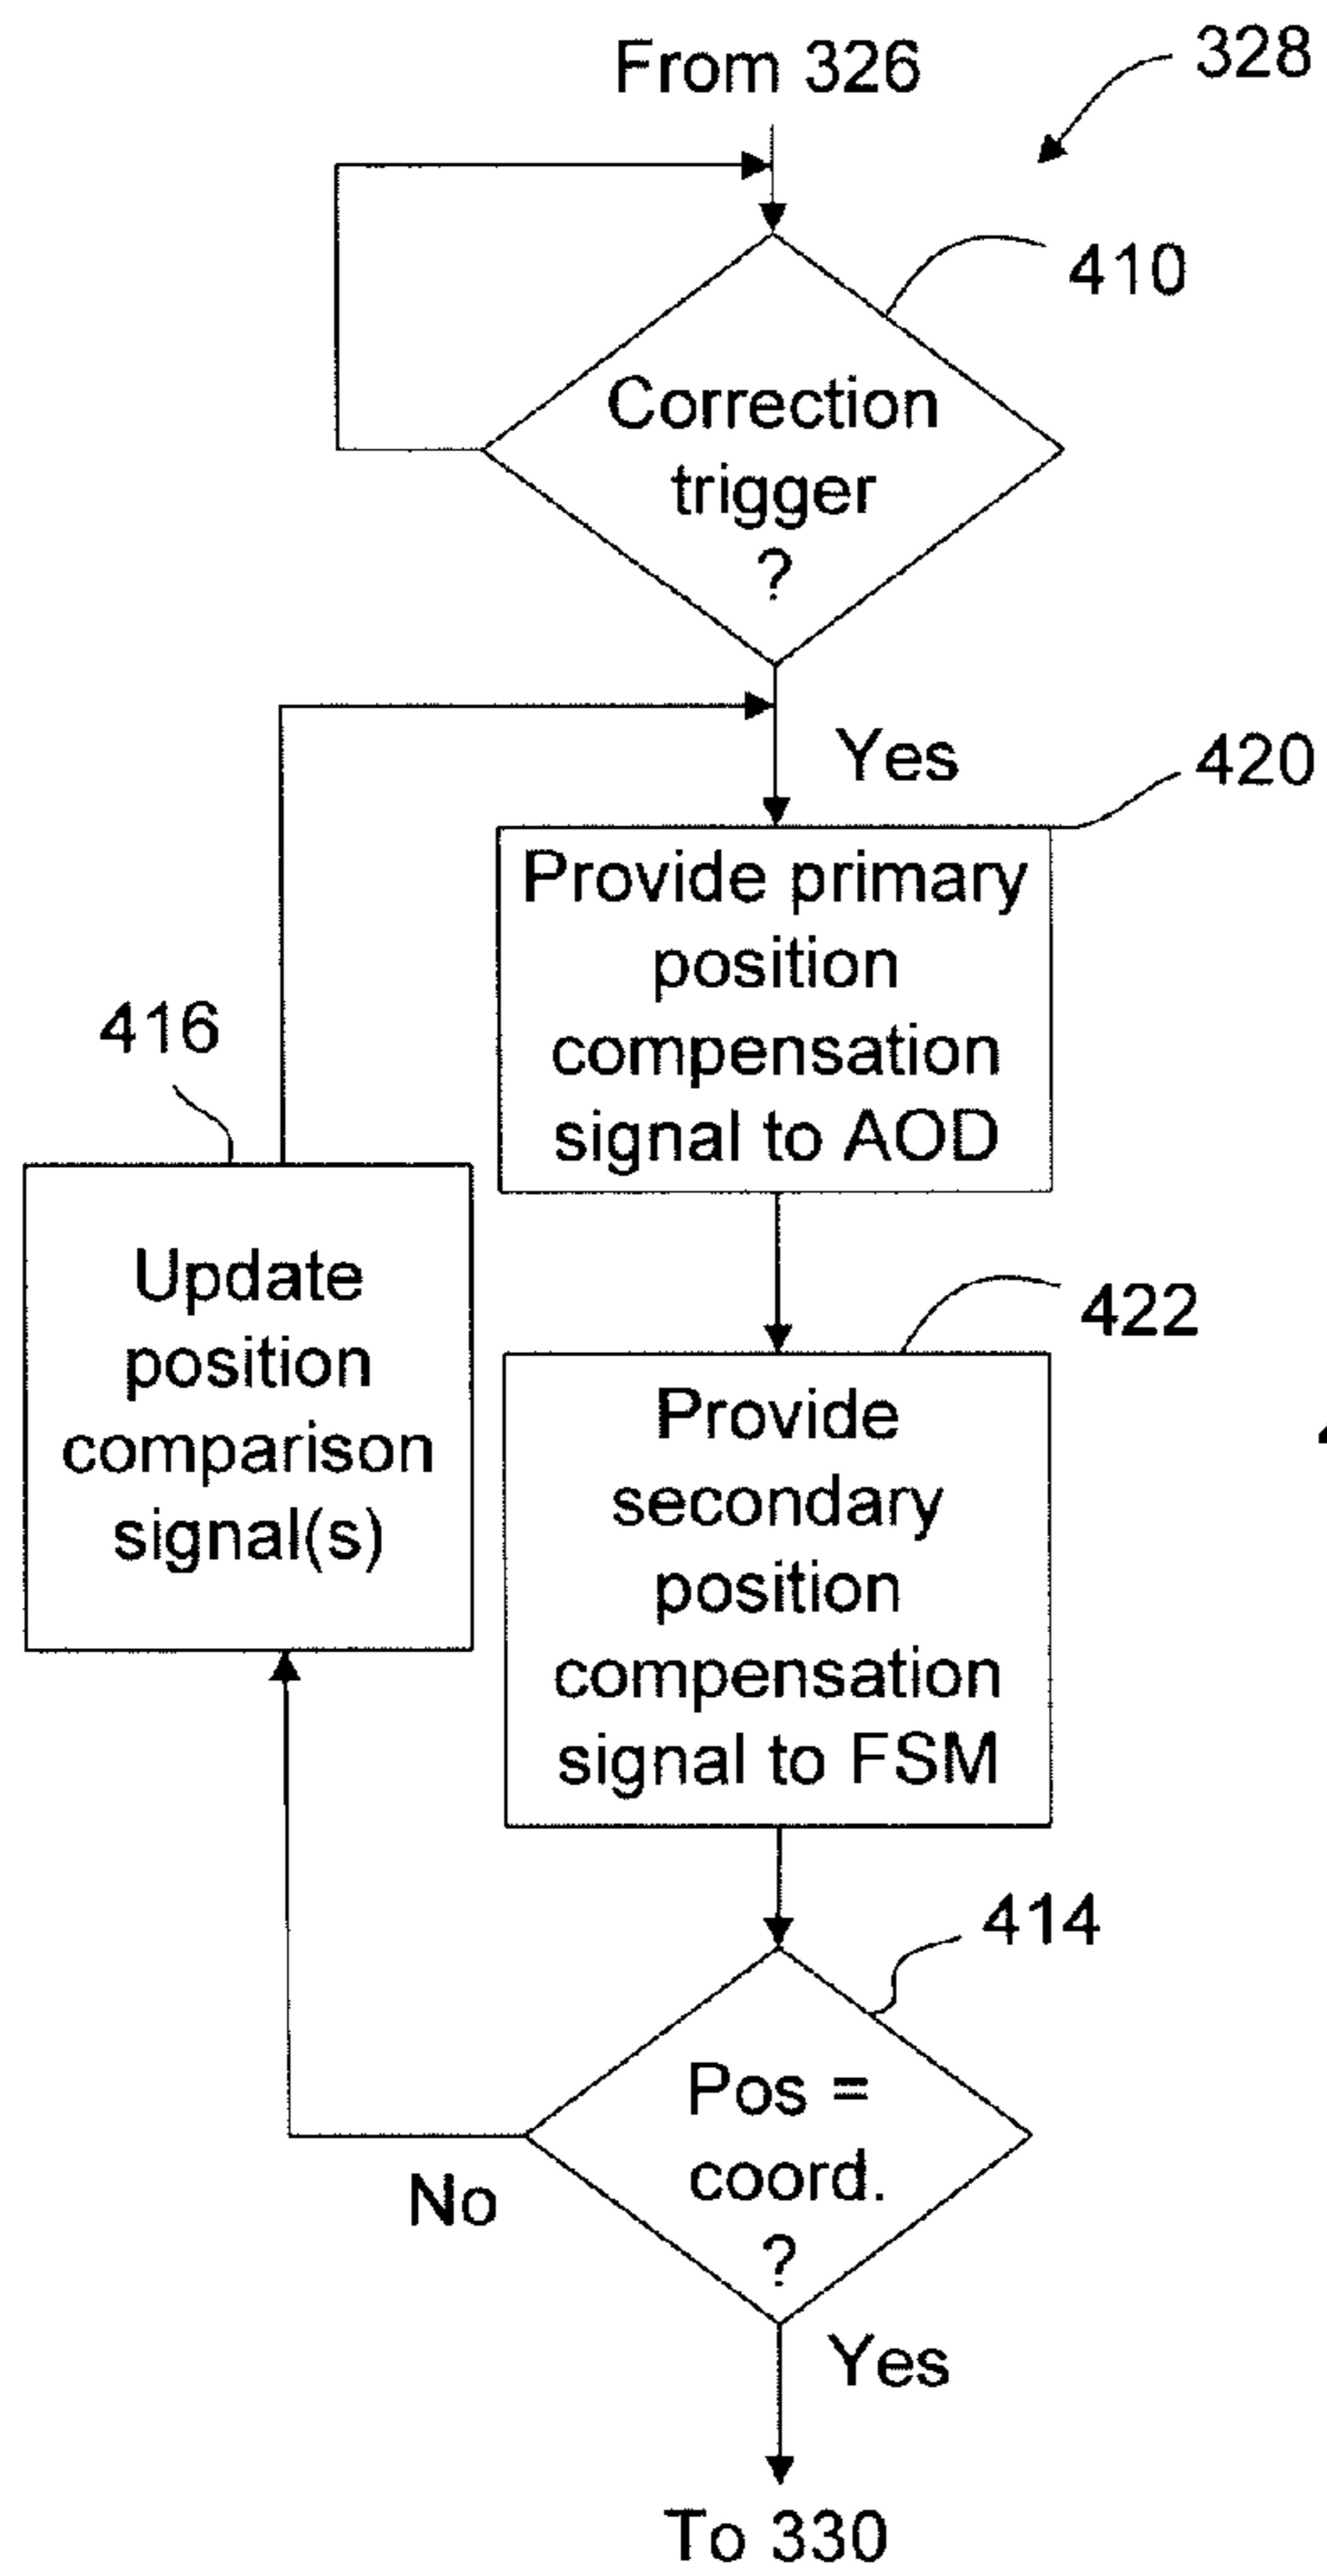 From 326
328
410
Correction
trigger
?
Yes
420
Provide primary
position
compensation
signal to AOD
416
Update
position
comparison
signal(s)
422
Provide
secondary
position
compensation
signal to FSM
414
Pos =
coord.
?
No
Yes
To 330